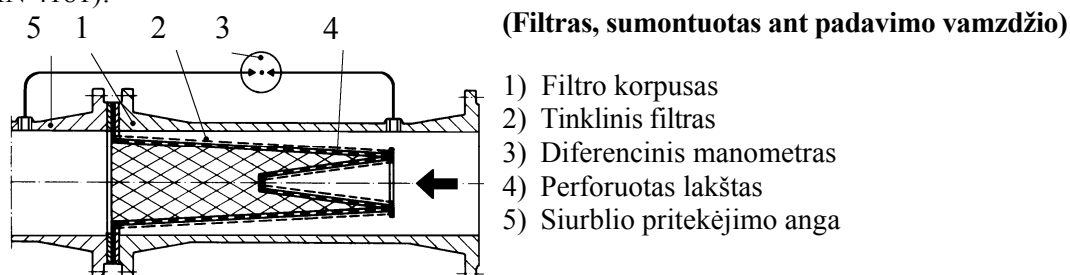 5 1 2 3 4
(Filtras, sumontuotas ant padavimo vamzdžio)
1) Filtro korpusas
2) Tinklinis filtras
3) Diferencinis manometras
4) Perforuotas lakštas
5) Siurblio pritekėjimo anga